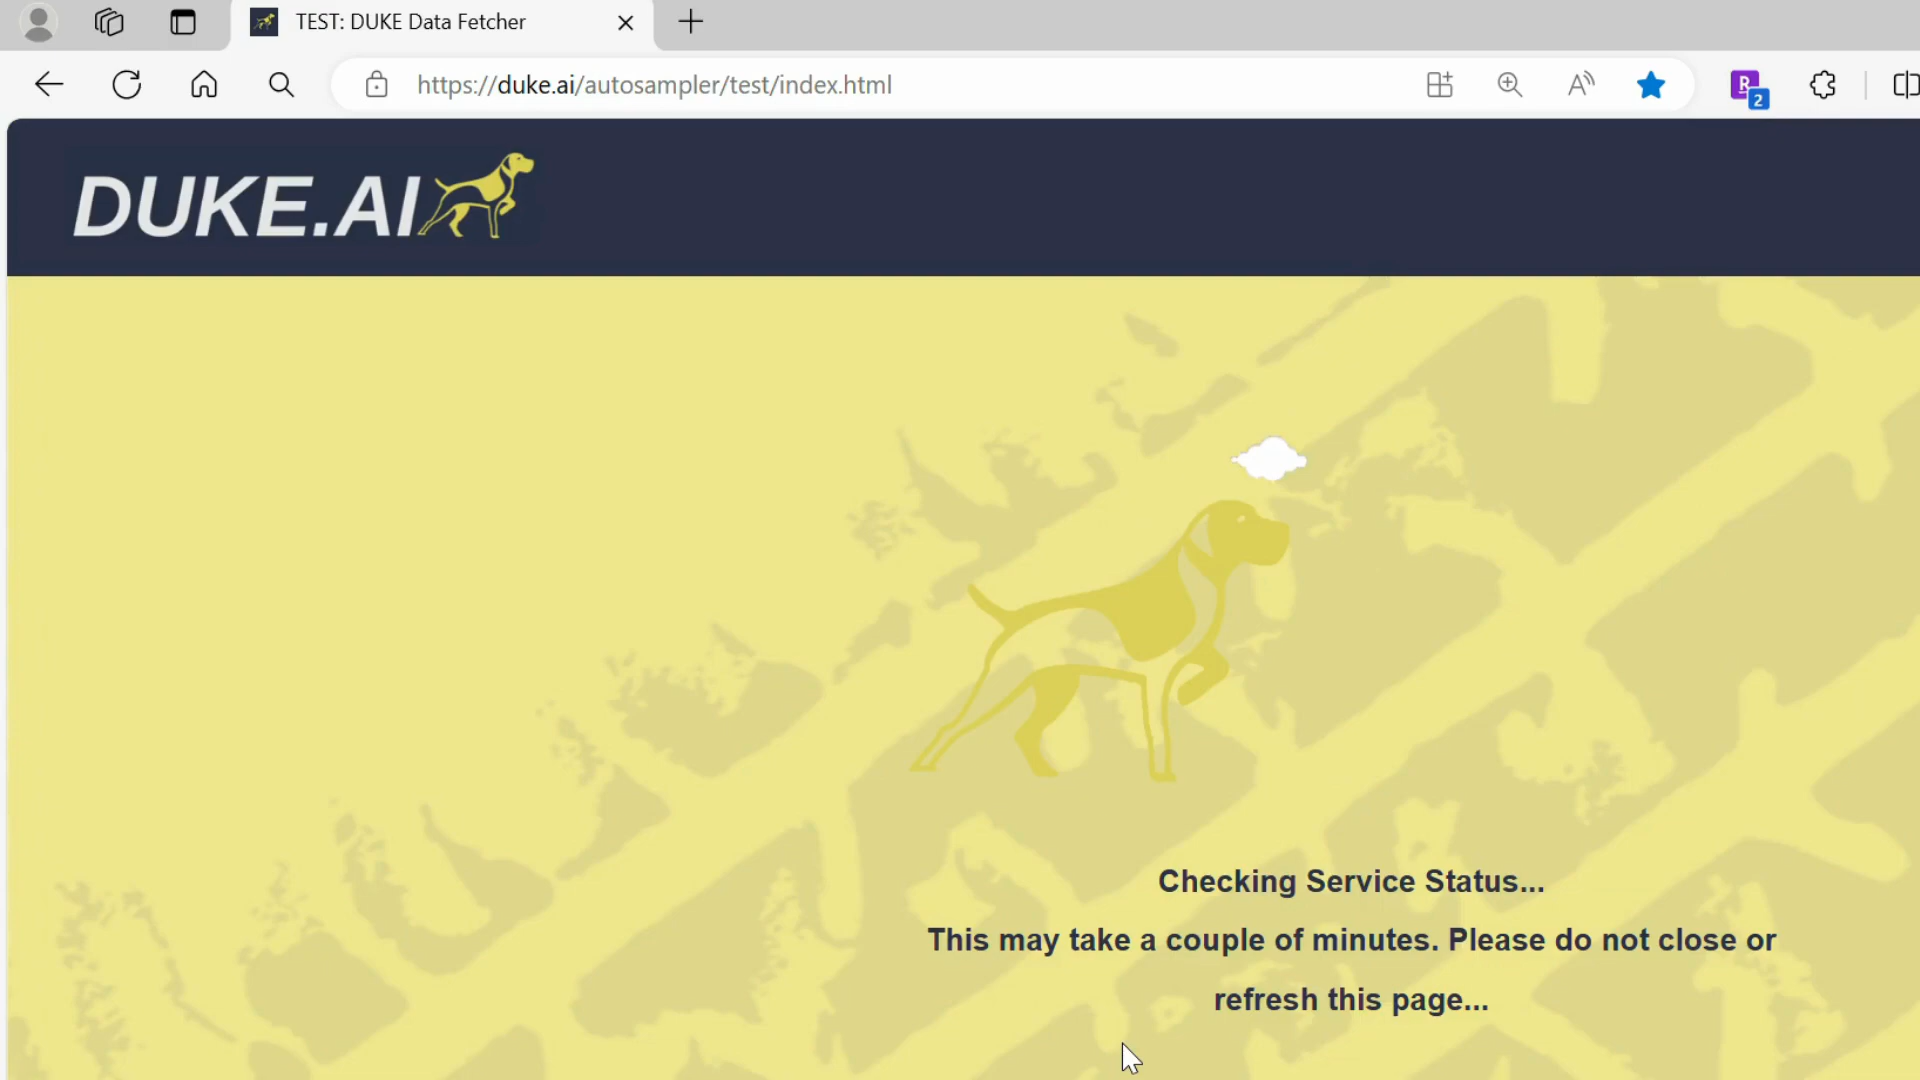 TEST: DUKE Data Fetcher
https://duke.ai/autosampler/test/index.html
R
2
DUKE.AI
Checking Service Status...
This may take a couple of minutes. Please do not close or
refresh this page...